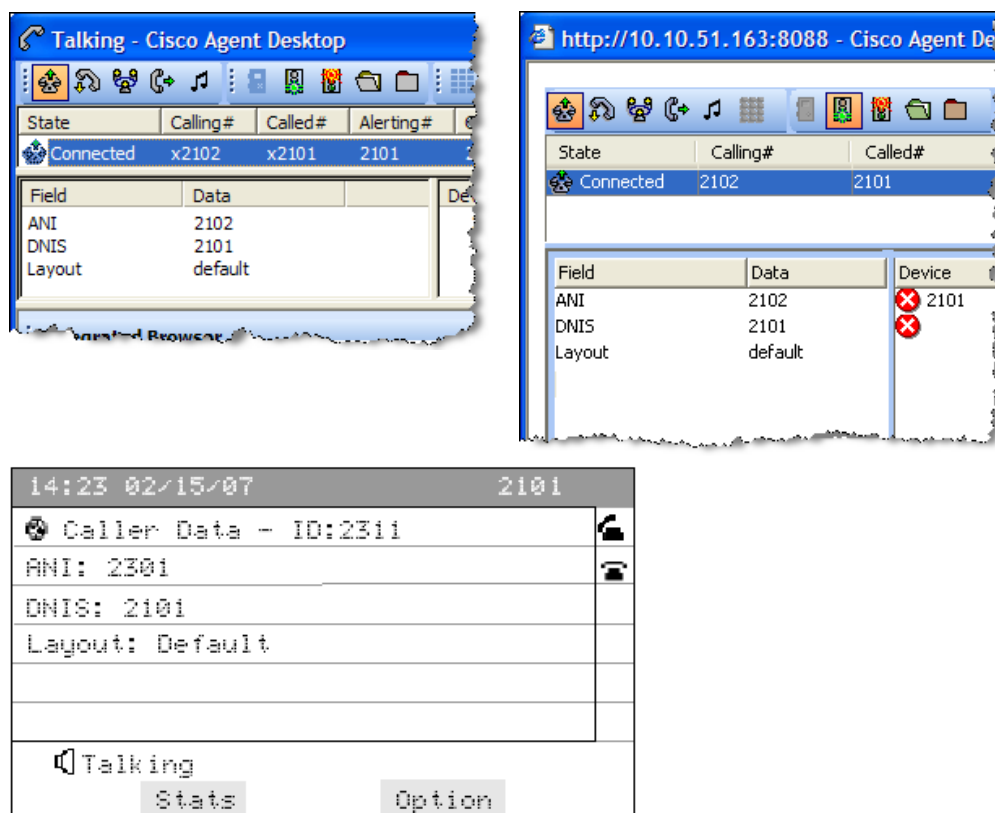 Talking - Cisco Agent Desktop
State Calling# Called# Alerting#
Connected x2102 x2101 2101
Field Data
ANI 2102
DNIS 2101
Layout default
Browser
http://10.10.51.163:8088 - Cisco Agent De
State Calling# Called#
Connected 2102 2101
Field Data Device
ANI 2102 2101
DNIS 2101
Layout default
14:23 02/15/07 2101
Caller Data - ID:2311
ANI: 2301
DNIS: 2101
Layout: Default
Talking
Stats Option